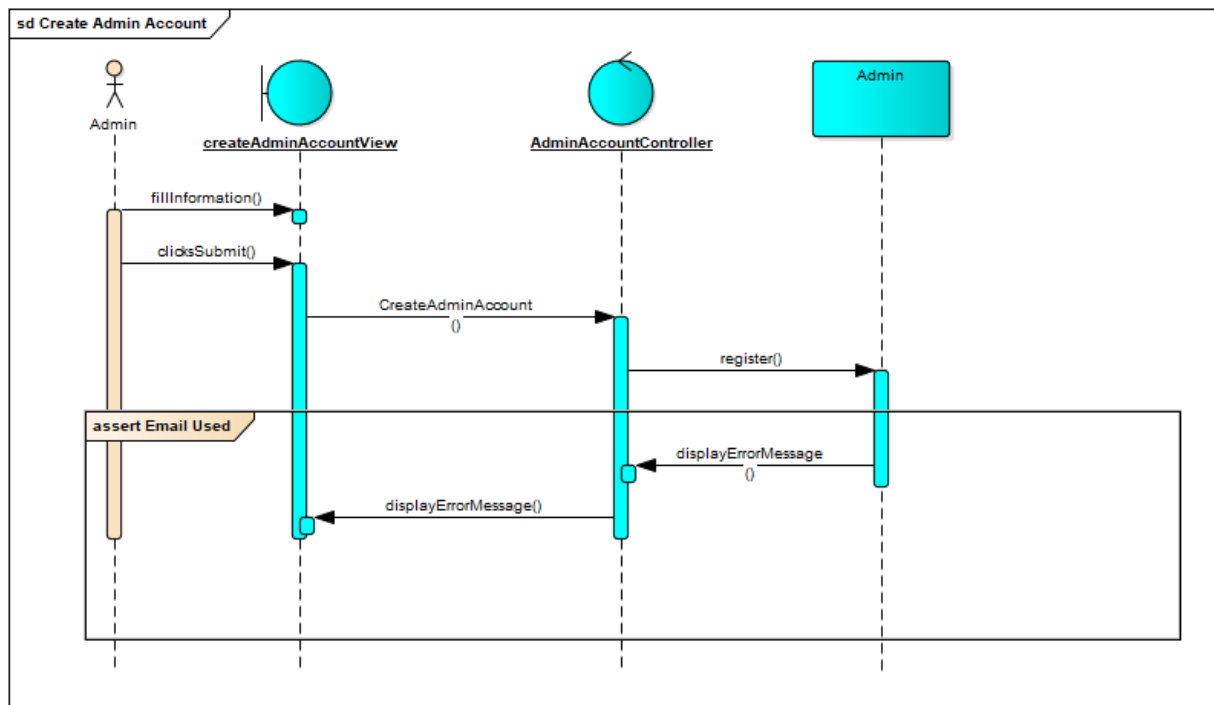 sd Create Admin Account
Admin
Admin
createAdminAccountView
AdminAccountController
fillInformation()
clicksSubmit()
CreateAdminAccount
()
register()
assert Email Used
displayErrorMessage
()
displayErrorMessage()